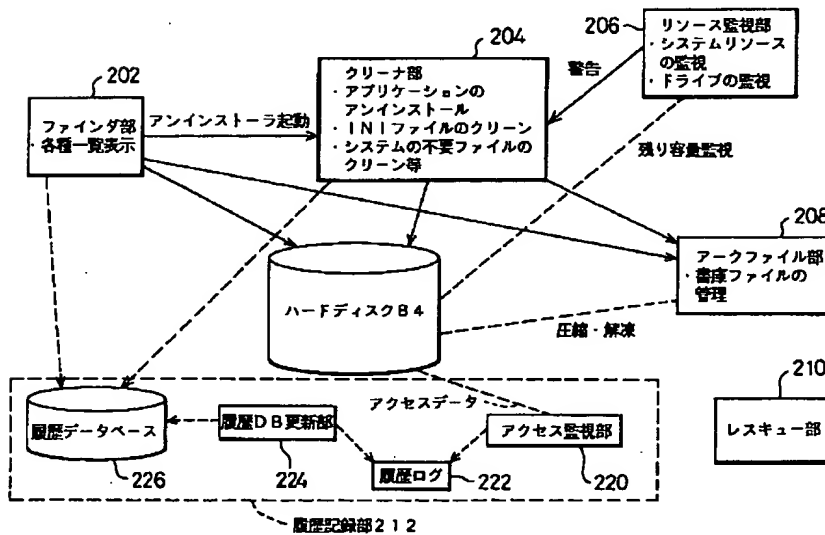 206
リソース監視部
・システムリソース
の監視
・ドライブの監視
204
クリーナ部
・アプリケーションの
アンインストール
・INIファイルのクリーン
・システムの不要ファイルの
クリーン等
警告
202
ファインダ部
・各種一覧表示
アンインストーラ起動
残り容量監視
208
アークファイル部
・書庫ファイルの
管理
ハードディスク84
圧縮・解凍
210
レスキュー部
アクセスデータ
履歴データベース
履歴DB更新部
アクセス監視部
履歴ログ
226
224
222
220
履歴記録部212